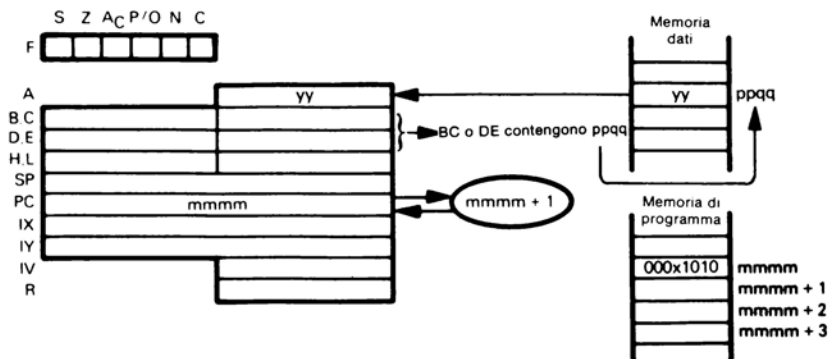 S Z AC P/O N C
F
Memoria
dati
A yy
yy ppqq
B.C
D.E
BC o DE contengono ppqq
H.L
SP
PC mmmm
mmmm + 1
IX
IY
IV
R
Memoria di
programma
000x1010 mmmm
mmmm + 1
mmmm + 2
mmmm + 3